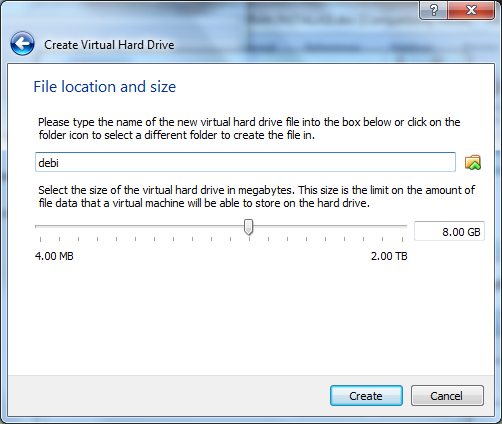 Create Virtual Hard Drive
File location and size
Please type the name of the new virtual hard drive file into the box below or click on the
folder icon to select a different folder to create the file in.
debi
Select the size of the virtual hard drive in megabytes. This size is the limit on the amount of
file data that a virtual machine will be able to store on the hard drive.
8.00 GB
4.00 MB 2.00 TB
Create Cancel